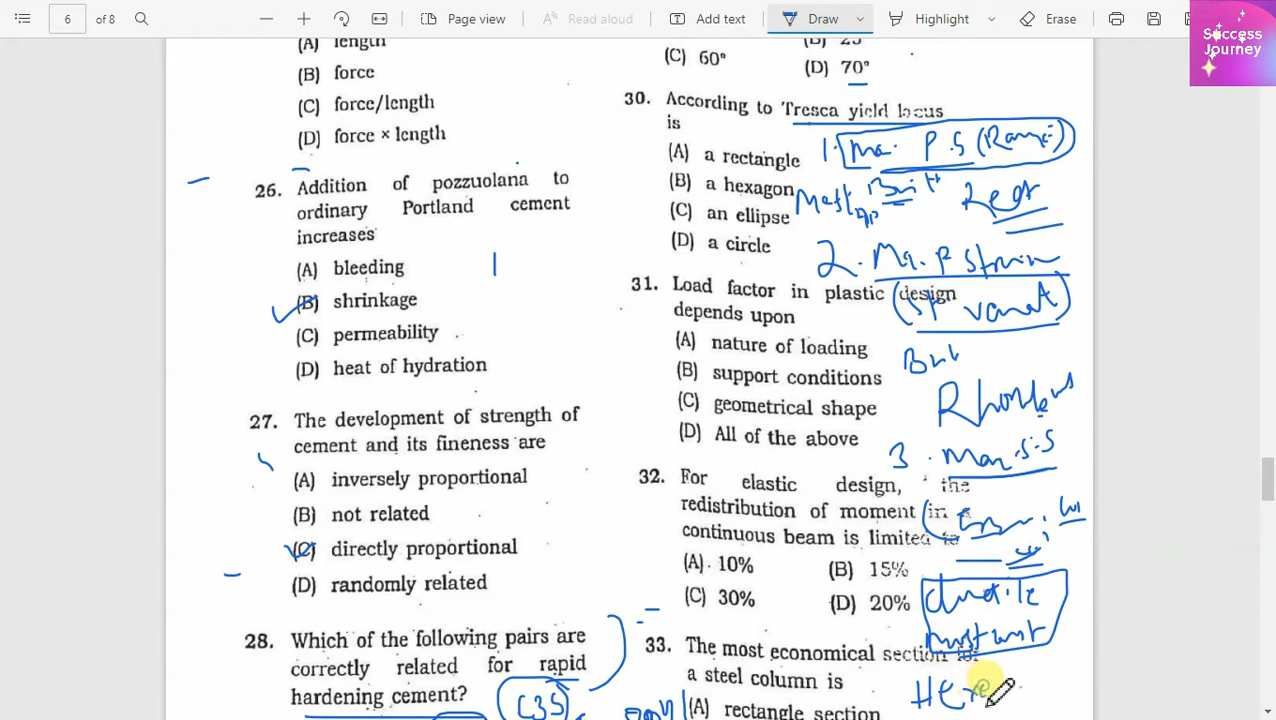 6 of 8
Page view
Read aloud
Add text
Draw
Highlight
Erase
Success
Journey
(A) length
(B) force
(C) force/length
(D) force × length
26. Addition of pozzuolana to
ordinary Portland cement
increases
(A) bleeding
(B) shrinkage
(C) permeability
(D) heat of hydration
27. The development of strength of
cement and its fineness are
(A) inversely proportional
(B) not related
(C) directly proportional
(D) randomly related
28. Which of the following pairs are
correctly related for rapid
hardening cement?
C3S
(B) 25°
(C) 60°
(D) 70°
30. According to Tresca yield locus
is
(A) a rectangle
(B) a hexagon
(C) an ellipse
(D) a circle
31. Load factor in plastic design
depends upon
(A) nature of loading
(B) support conditions
(C) geometrical shape
(D) All of the above
32. For elastic design, the
redistribution of moment in a
continuous beam is limited to
(A) 10%
(B) 15%
(C) 30%
(D) 20%
33. The most economical section for
a steel column is
(A) rectangle section
1. Ma. P.S
2. Ma. P Strain
3. Max. S.S